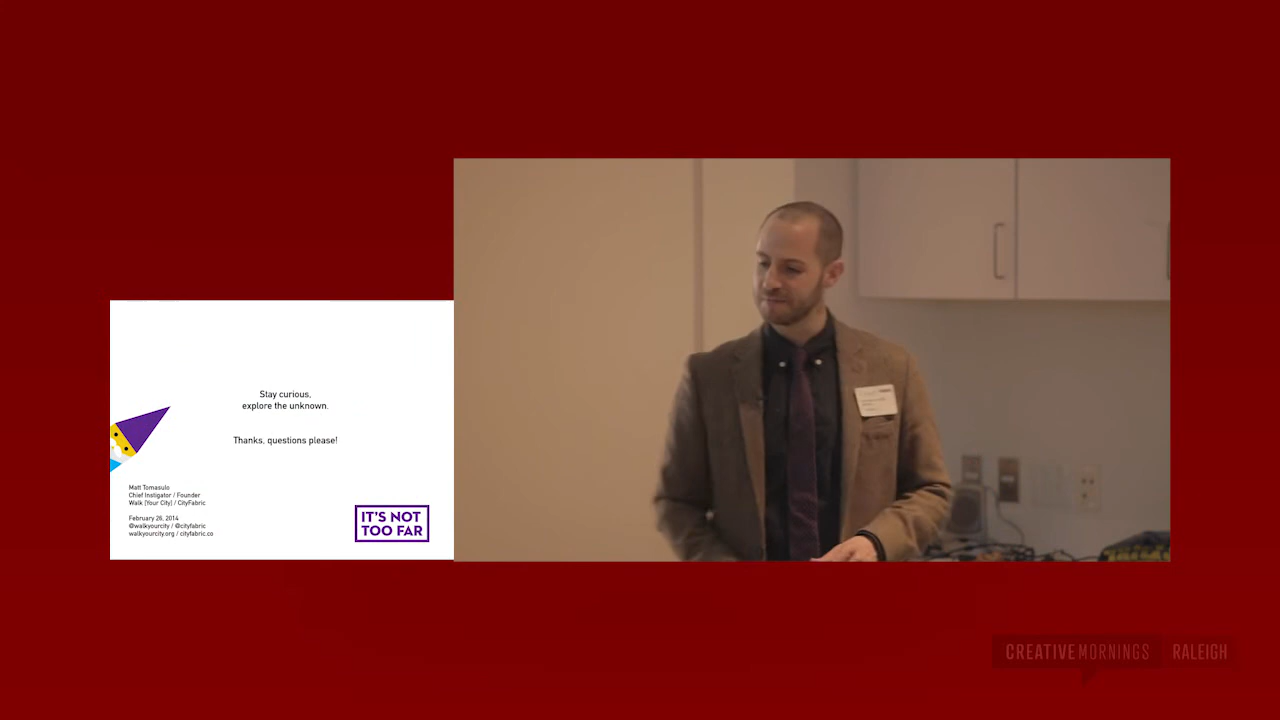 Stay curious,
explore the unknown.
Thanks, questions please!
Matt Tomasulo
Chief Instigator / Founder
Walk [Your City] / CityFabric
February 26, 2014
@walkyourcity / @cityfabric
walkyourcity.org / cityfabric.co
IT'S NOT
TOO FAR
CREATIVEMORNINGS RALEIGH